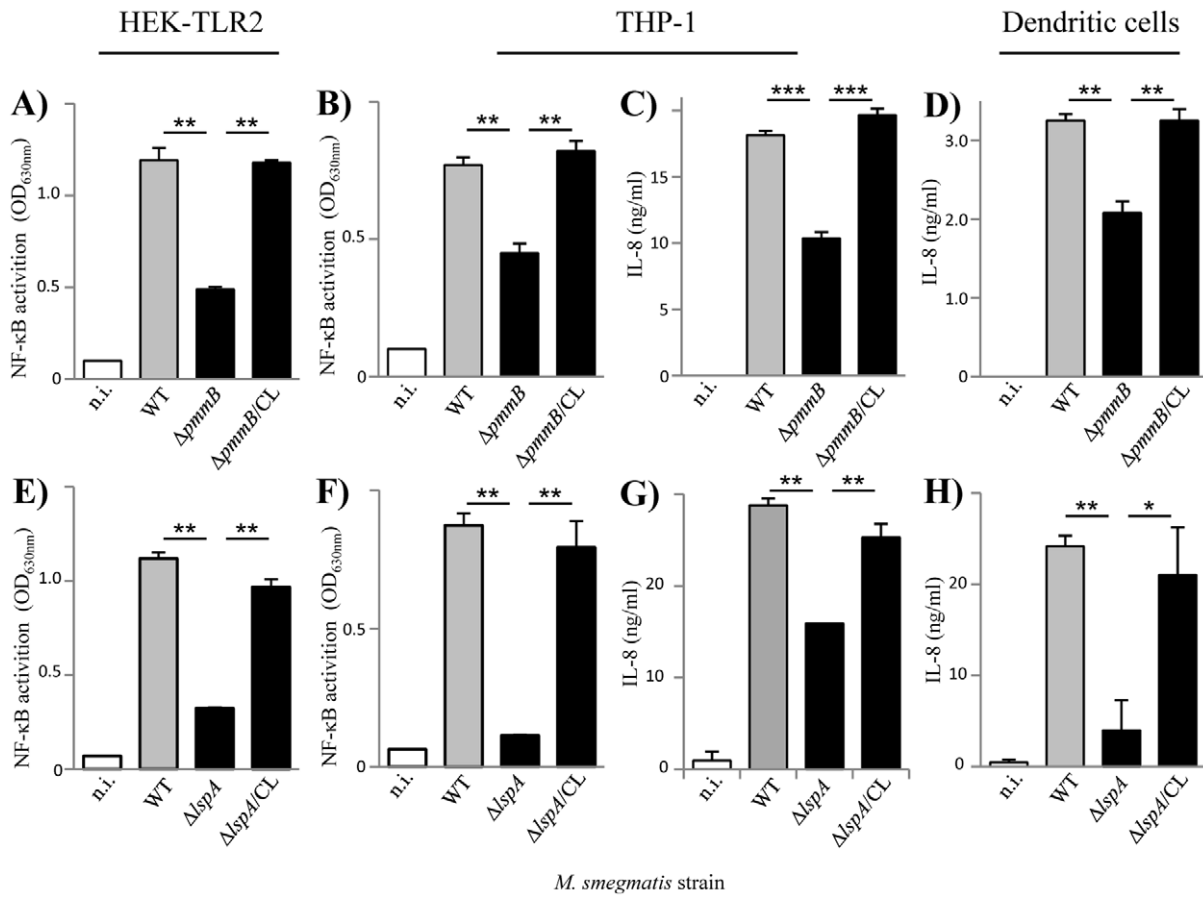 HEK-TLR2 THP-1 Dendritic cells
A) B) C) D)
** ** ** ** *** *** ** **
NF-κB activition (OD630nm)
1.0
0.5
0
n.i. WT ΔpmmB ΔpmmB/CL
NF-κB activition (OD630nm)
0.5
0
n.i. WT ΔpmmB ΔpmmB/CL
IL-8 (ng/ml)
15
10
5
0
n.i. WT ΔpmmB ΔpmmB/CL
IL-8 (ng/ml)
3.0
2.0
1.0
0
n.i. WT ΔpmmB ΔpmmB/CL
E) F) G) H)
** ** ** ** ** ** ** *
NF-κB activition (OD630nm)
1.0
0.5
0
n.i. WT ΔlspA ΔlspA/CL
NF-κB activition (OD630nm)
0.5
0
n.i. WT ΔlspA ΔlspA/CL
IL-8 (ng/ml)
20
10
0
n.i. WT ΔlspA ΔlspA/CL
IL-8 (ng/ml)
20
10
0
n.i. WT ΔlspA ΔlspA/CL
M. smegmatis strain